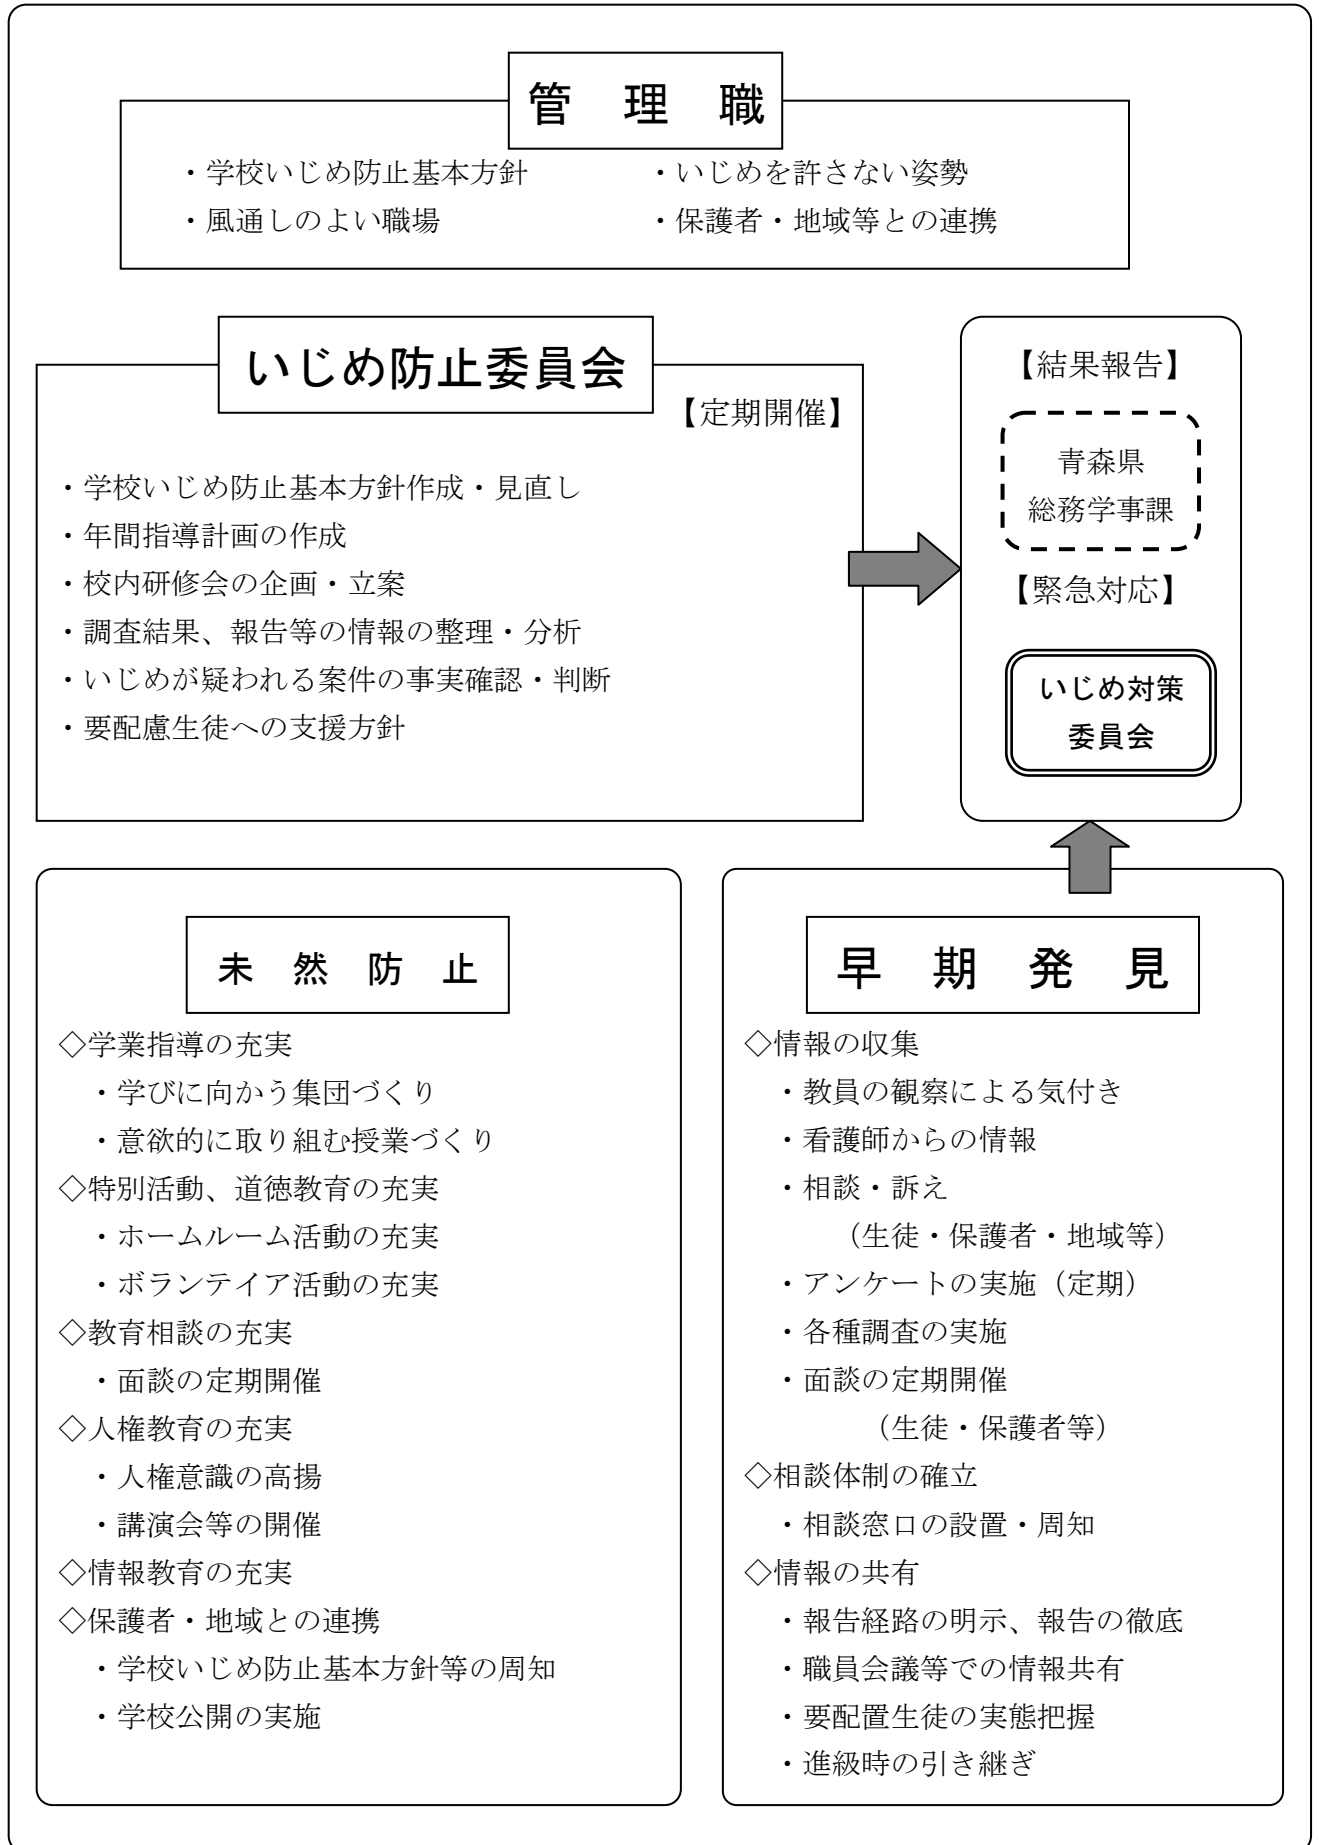 管　理　職
・学校いじめ防止基本方針　　　・いじめを許さない姿勢
・風通しのよい職場　　　・保護者・地域等との連携
いじめ防止委員会
【定期開催】
・学校いじめ防止基本方針作成・見直し
・年間指導計画の作成
・校内研修会の企画・立案
・調査結果、報告等の情報の整理・分析
・いじめが疑われる案件の事実確認・判断
・要配慮生徒への支援方針
【結果報告】
青森県
総務学事課
【緊急対応】
いじめ対策
委員会
未　然　防　止
◇学業指導の充実
・学びに向かう集団づくり
・意欲的に取り組む授業づくり
◇特別活動、道徳教育の充実
・ホームルーム活動の充実
・ボランテイア活動の充実
◇教育相談の充実
・面談の定期開催
◇人権教育の充実
・人権意識の高揚
・講演会等の開催
◇情報教育の充実
◇保護者・地域との連携
・学校いじめ防止基本方針等の周知
・学校公開の実施
早　期　発　見
◇情報の収集
・教員の観察による気付き
・看護師からの情報
・相談・訴え
（生徒・保護者・地域等）
・アンケートの実施（定期）
・各種調査の実施
・面談の定期開催
（生徒・保護者等）
◇相談体制の確立
・相談窓口の設置・周知
◇情報の共有
・報告経路の明示、報告の徹底
・職員会議等での情報共有
・要配置生徒の実態把握
・進級時の引き継ぎ